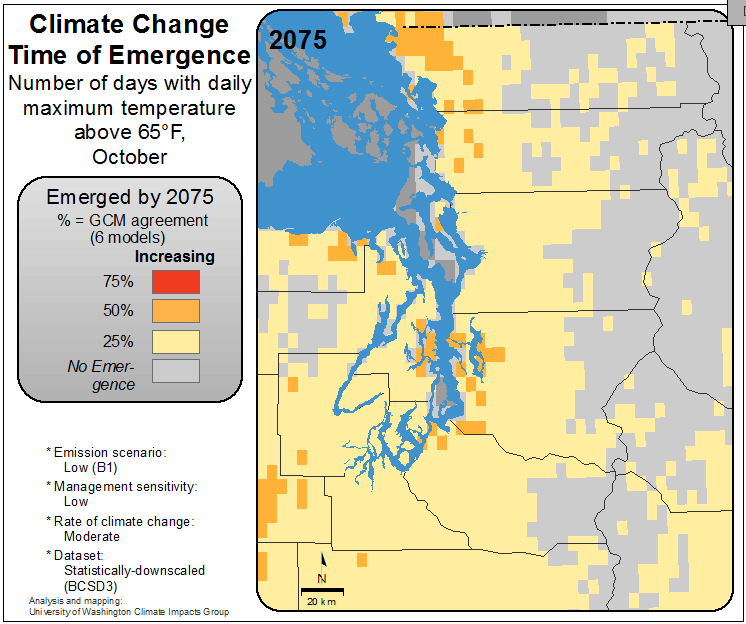 Climate Change
Time of Emergence
Number of days with daily
maximum temperature
above 65°F,
October
2075
Emerged by 2075
% = GCM agreement
(6 models)
Increasing
75%
50%
25%
No Emer-
gence
* Emission scenario:
Low (B1)
* Management sensitivity:
Low
* Rate of climate change:
Moderate
* Dataset:
Statistically-downscaled
(BCSD3)
Analysis and mapping:
University of Washington Climate Impacts Group
N
20 km